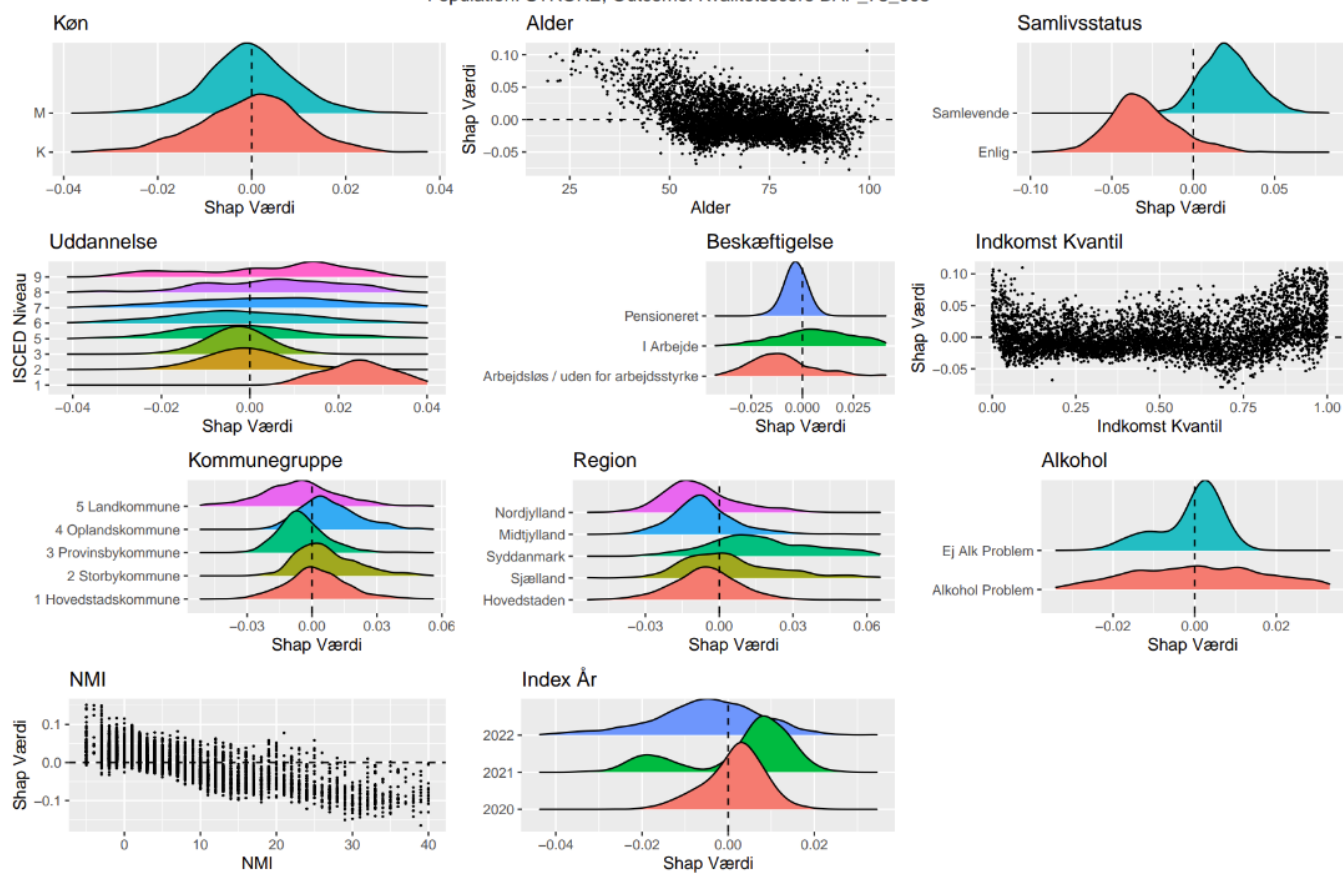 Køn
M
K
−0.04 −0.02 0.00 0.02 0.04
Shap Værdi
Alder
Shap Værdi
0.10
0.05
0.00
−0.05
25 50 75 100
Alder
Samlivsstatus
Samlevende
Enlig
−0.10 −0.05 0.00 0.05
Shap Værdi
Uddannelse
ISCED Niveau
9
8
7
6
5
3
2
1
−0.04 −0.02 0.00 0.02 0.04
Shap Værdi
Beskæftigelse
Pensioneret
I Arbejde
Arbejdsløs / uden for arbejdsstyrke
−0.025 0.000 0.025
Shap Værdi
Indkomst Kvantil
Shap Værdi
0.10
0.05
0.00
−0.05
0.00 0.25 0.50 0.75 1.00
Indkomst Kvantil
Kommunegruppe
5 Landkommune
4 Oplandskommune
3 Provinsbykommune
2 Storbykommune
1 Hovedstadskommune
−0.03 0.00 0.03 0.06
Shap Værdi
Region
Nordjylland
Midtjylland
Syddanmark
Sjælland
Hovedstaden
−0.03 0.00 0.03 0.06
Shap Værdi
Alkohol
Ej Alk Problem
Alkohol Problem
−0.02 0.00 0.02
Shap Værdi
NMI
Shap Værdi
0.1
0.0
−0.1
0 10 20 30 40
NMI
Index År
2022
2021
2020
−0.04 −0.02 0.00 0.02
Shap Værdi